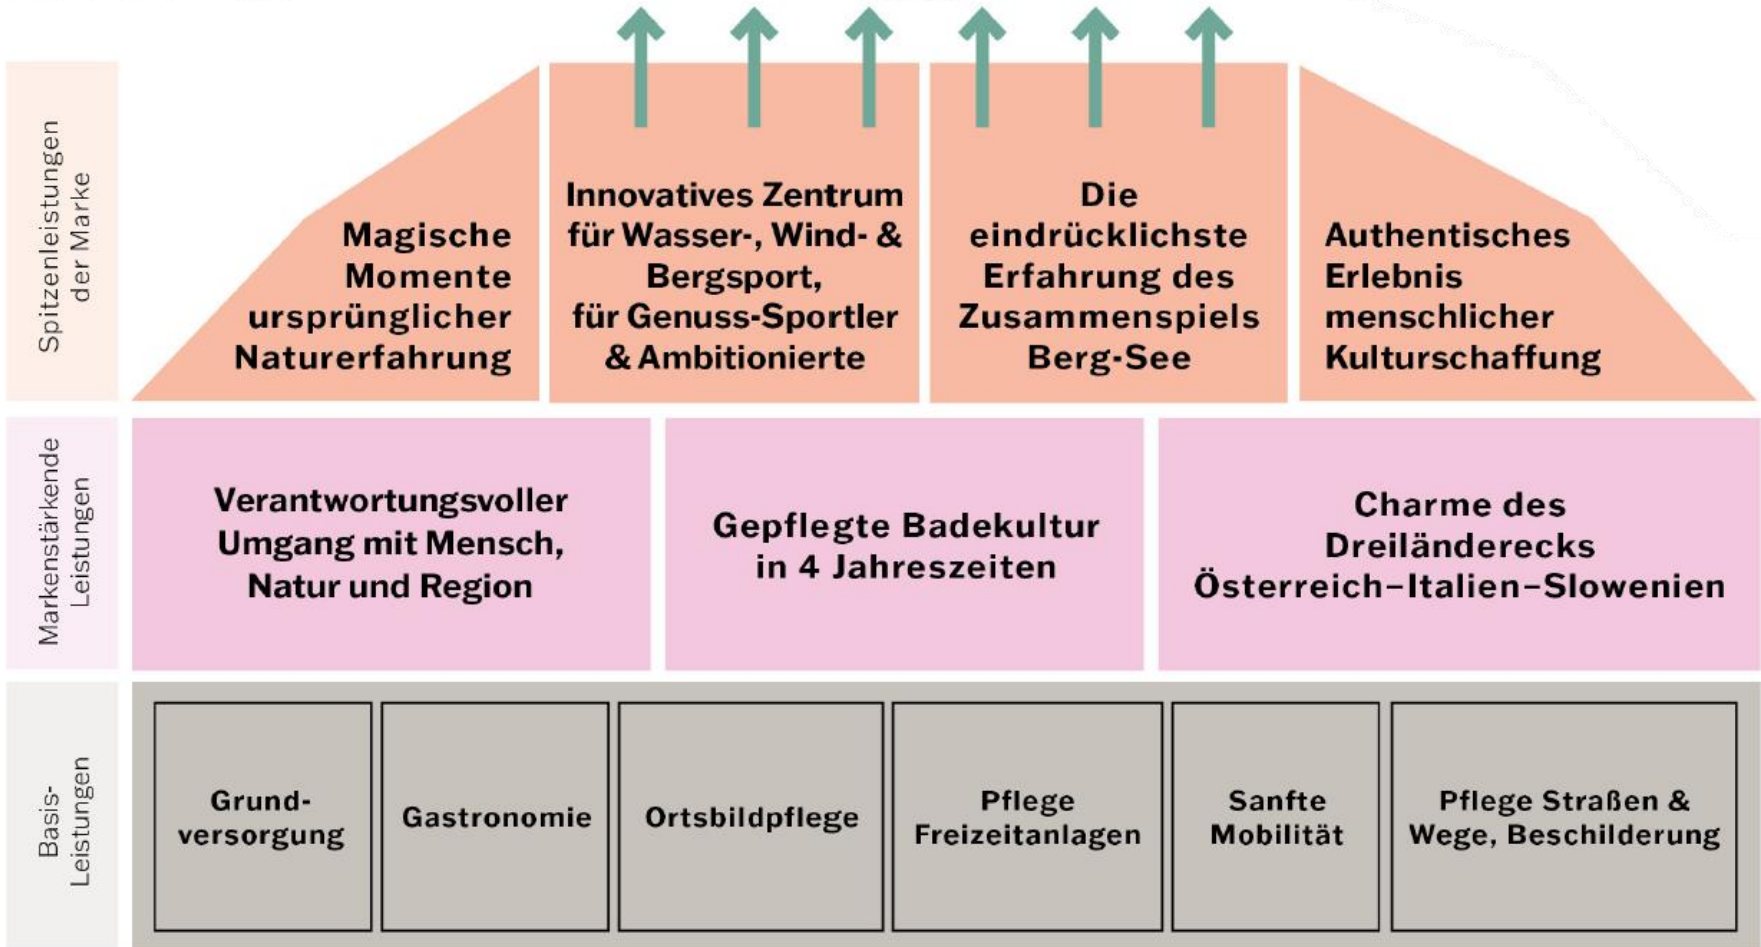 Spitzenleistungen
der Marke
Magische
Momente
ursprünglicher
Naturerfahrung
Innovatives Zentrum
für Wasser-, Wind- &
Bergsport,
für Genuss-Sportler
& Ambitionierte
Die
eindrücklichste
Erfahrung des
Zusammenspiels
Berg-See
Authentisches
Erlebnis
menschlicher
Kulturschaffung
Markenstärkende
Leistungen
Verantwortungsvoller
Umgang mit Mensch,
Natur und Region
Gepflegte Badekultur
in 4 Jahreszeiten
Charme des
Dreiländerecks
Österreich–Italien–Slowenien
Basis-
Leistungen
Grund-
versorgung
Gastronomie
Ortsbildpflege
Pflege
Freizeitanlagen
Sanfte
Mobilität
Pflege Straßen &
Wege, Beschilderung